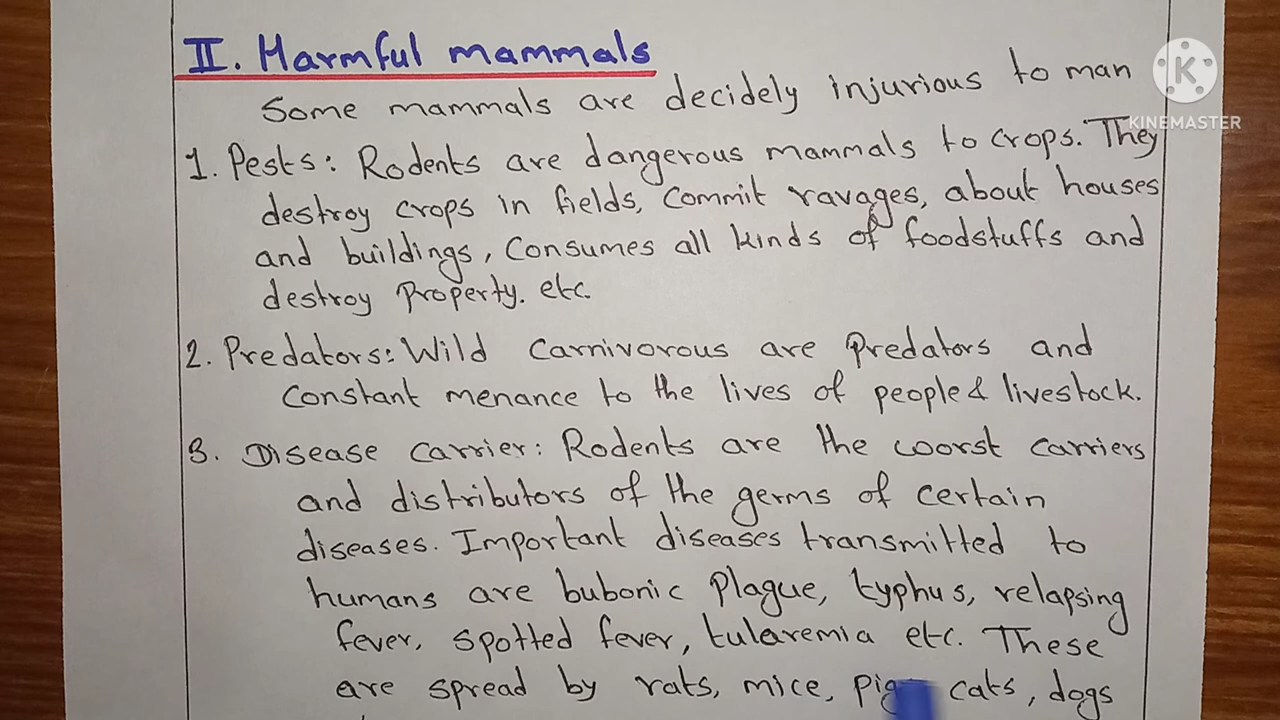 II. Harmful mammals
Some mammals are decidely injurious to man
KINEMASTER
1. Pests: Rodents are dangerous mammals to crops. They
destroy crops in fields, commit ravages, about houses
and buildings, consumes all kinds of foodstuffs and
destroy property. etc.
2. Predators: Wild carnivorous are predators and
constant menance to the lives of people & livestock.
3. Disease carrier: Rodents are the worst carriers
and distributors of the germs of certain
diseases. Important diseases transmitted to
humans are bubonic plague, typhus, relapsing
fever, spotted fever, tularemia etc. These
are spread by rats, mice, cats, dogs